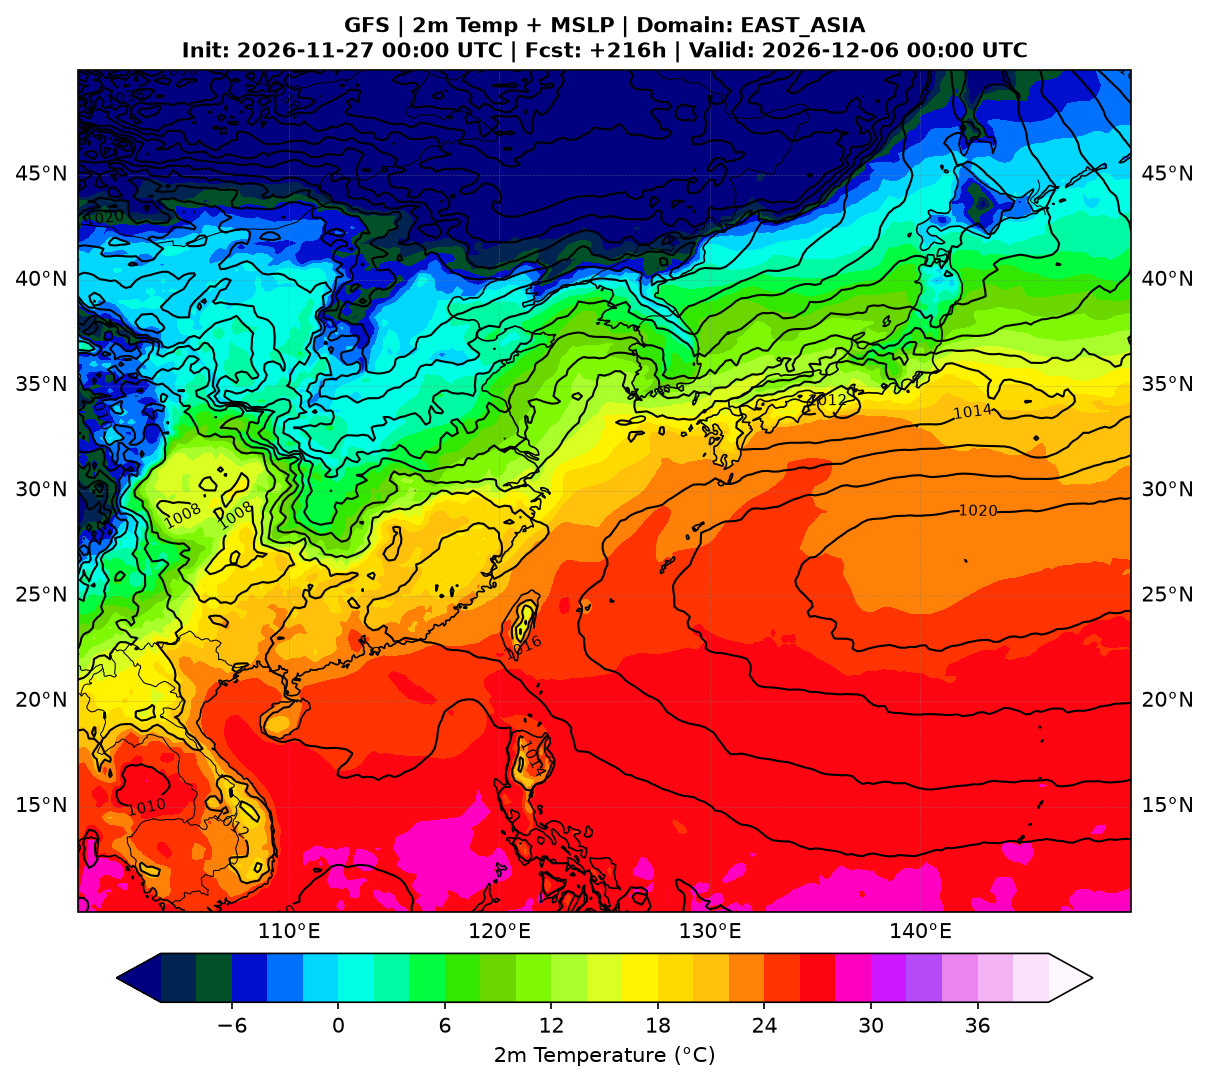 GFS | 2m Temp + MSLP | Domain: EAST_ASIA
Init: 2026-11-27 00:00 UTC | Fcst: +216h | Valid: 2026-12-06 00:00 UTC
45°N 45°N
40°N 40°N
35°N 35°N
30°N 30°N
25°N 25°N
20°N 20°N
15°N 15°N
1020
1012
1014
1008
1008
1020
1016
1014
1010
1012
110°E 120°E 130°E 140°E
−6 0 6 12 18 24 30 36
2m Temperature (°C)